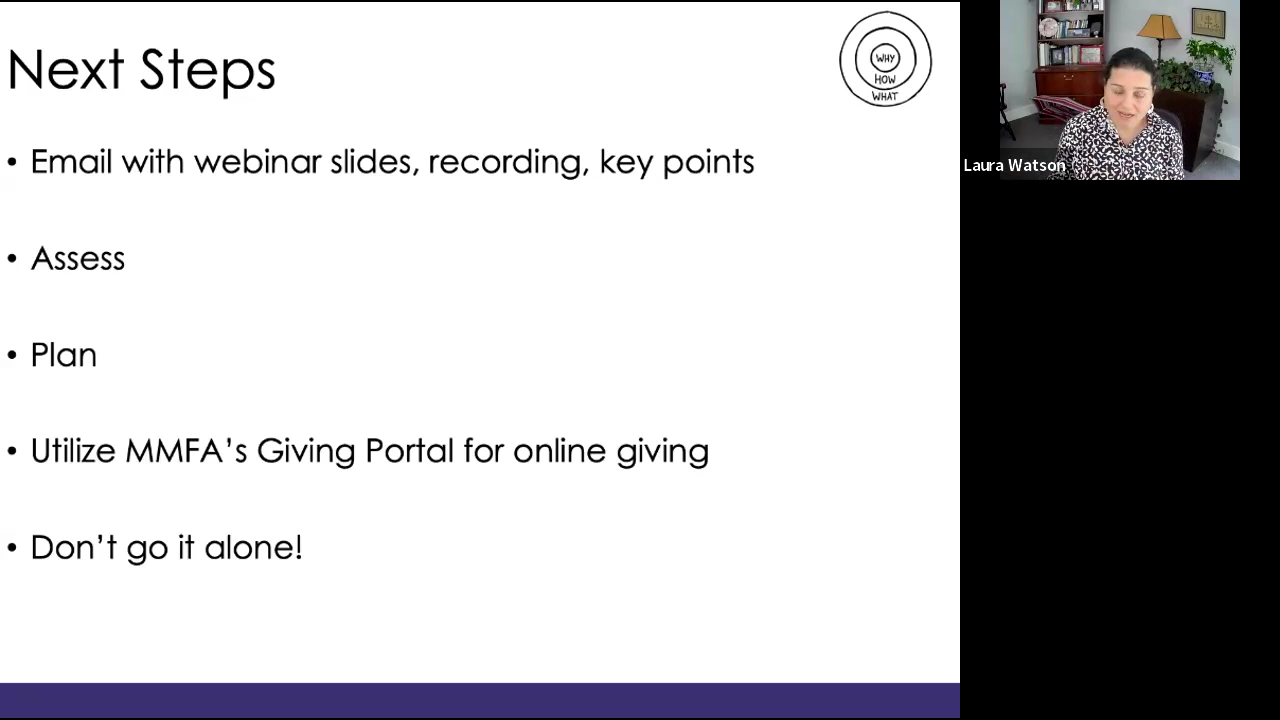 Next Steps
WHY
HOW
WHAT
• Email with webinar slides, recording, key points
• Assess
• Plan
• Utilize MMFA’s Giving Portal for online giving
• Don’t go it alone!
Laura Watson